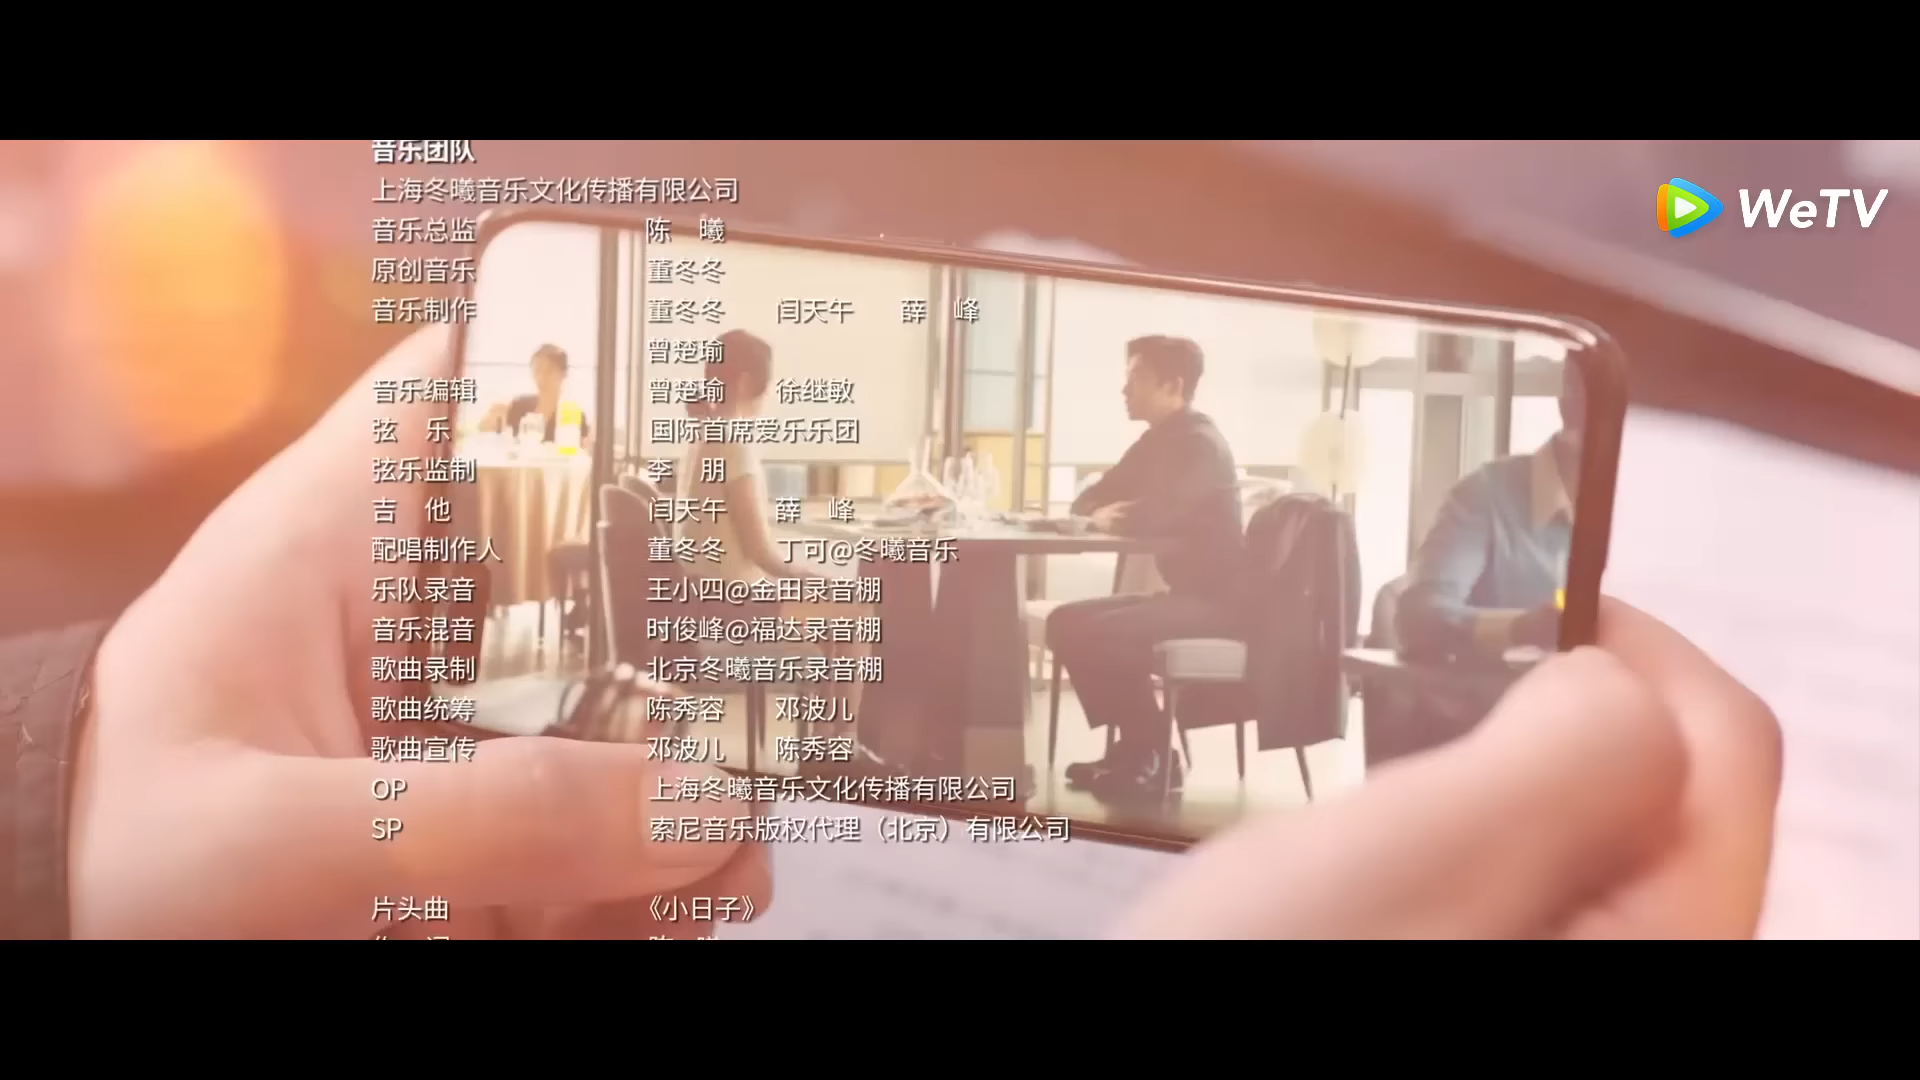 音乐团队
上海冬曦音乐文化传播有限公司
WeTV
音乐总监 陈 曦
原创音乐 董冬冬
音乐制作 董冬冬 闫天午 薛 峰
曾楚瑜
音乐编辑 曾楚瑜 徐继敏
弦 乐 国际首席爱乐乐团
弦乐监制 李 朋
吉 他 闫天午 薛 峰
配唱制作人 董冬冬 丁可@冬曦音乐
乐队录音 王小四@金田录音棚
音乐混音 时俊峰@福达录音棚
歌曲录制 北京冬曦音乐录音棚
歌曲统筹 陈秀容 邓波儿
歌曲宣传 邓波儿 陈秀容
OP 上海冬曦音乐文化传播有限公司
SP 索尼音乐版权代理（北京）有限公司
片头曲 《小日子》